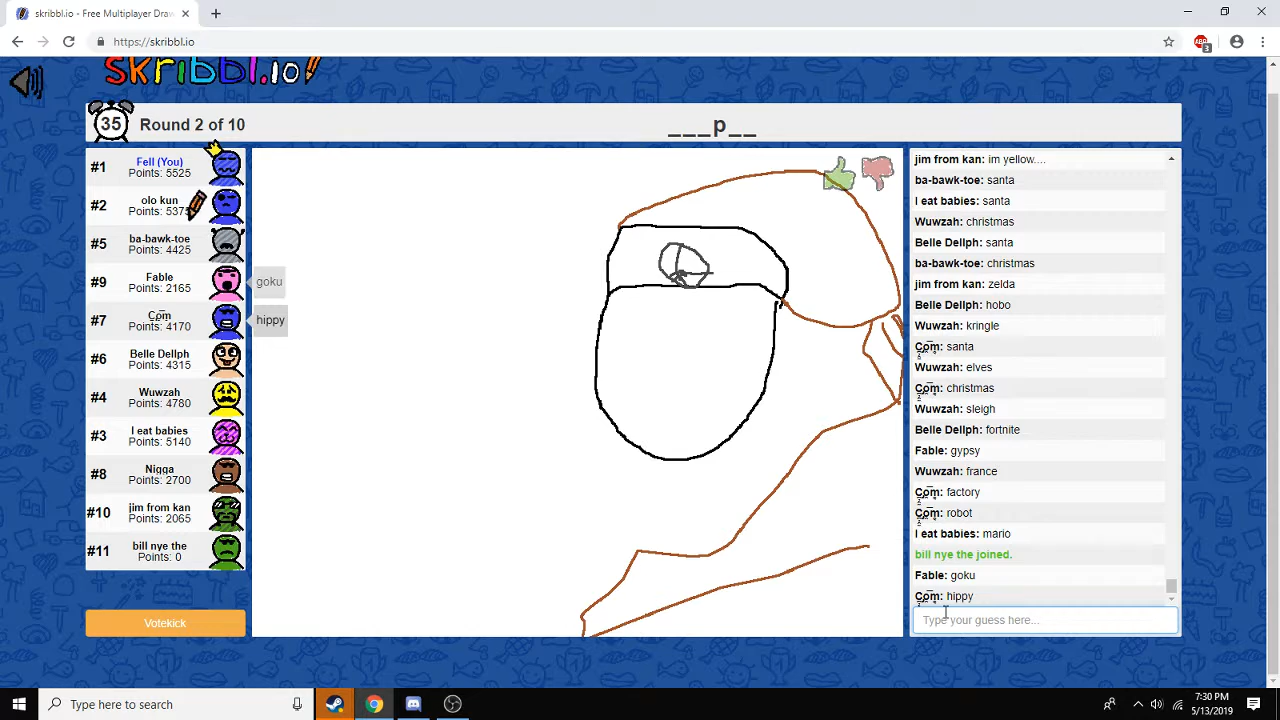 skribbl.io - Free Multiplayer Draw
https://skribbl.io
3
skribbl.io
35
Round 2 of 10
___p__
#1 Fell (You)
Points: 5525
#2 olo kun
Points: 5375
#5 ba-bawk-toe
Points: 4425
#9 Fable
Points: 2165
goku
#7 Com
Points: 4170
hippy
#6 Belle Dellph
Points: 4315
#4 Wuwzah
Points: 4780
#3 I eat babies
Points: 5140
#8 Nigga
Points: 2700
#10 jim from kan
Points: 2065
#11 bill nye the
Points: 0
Votekick
jim from kan: im yellow....
ba-bawk-toe: santa
I eat babies: santa
Wuwzah: christmas
Belle Dellph: santa
ba-bawk-toe: christmas
jim from kan: zelda
Belle Dellph: hobo
Wuwzah: kringle
Com: santa
Wuwzah: elves
Com: christmas
Wuwzah: sleigh
Belle Dellph: fortnite
Fable: gypsy
Wuwzah: france
Com: factory
Com: robot
I eat babies: mario
bill nye the joined.
Fable: goku
Com: hippy
Type your guess here...
Type here to search
7:30 PM
5/13/2019